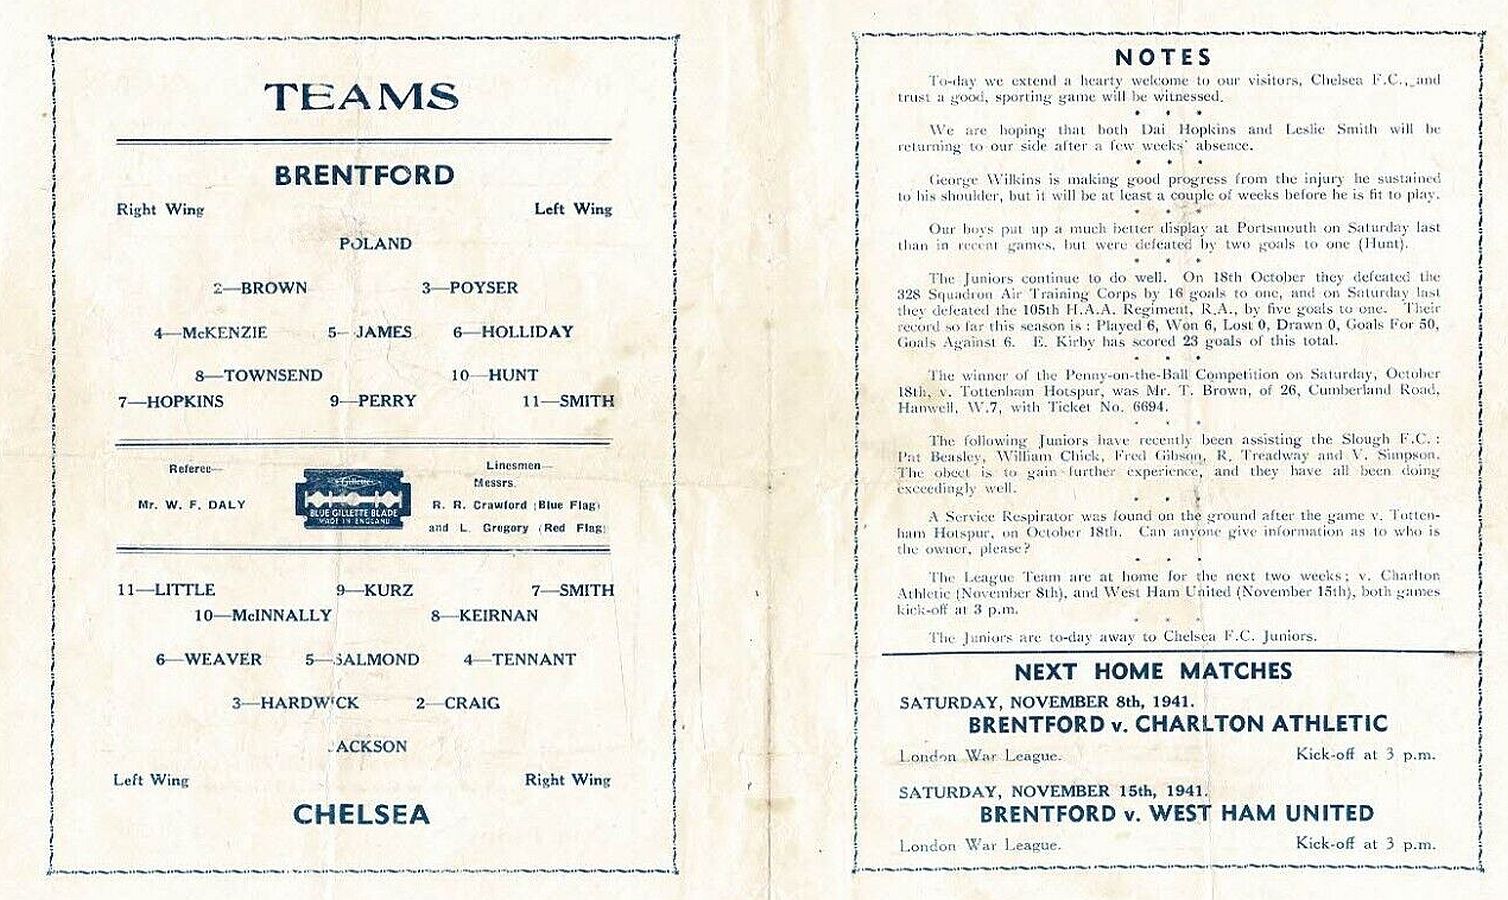 TEAMS
BRENTFORD
Right Wing Left Wing
POLAND
2—BROWN 3—POYSER
4—McKENZIE 5—JAMES 6—HOLLIDAY
8—TOWNSEND 10—HUNT
7—HOPKINS 9—PERRY 11—SMITH
Referee—
Mr. W. F. DALY
Gillette
BLUE GILLETTE BLADE
MADE IN ENGLAND
Linesmen—
Messrs.
R. R. Crawford (Blue Flag)
and L. Gregory (Red Flag)
11—LITTLE 9—KURZ 7—SMITH
10—McINNALLY 8—KEIRNAN
6—WEAVER 5—SALMOND 4—TENNANT
3—HARDWICK 2—CRAIG
JACKSON
Left Wing Right Wing
CHELSEA
NOTES
To-day we extend a hearty welcome to our visitors, Chelsea F.C., and
trust a good, sporting game will be witnessed.
* * *
We are hoping that both Dai Hopkins and Leslie Smith will be
returning to our side after a few weeks' absence.
* * *
George Wilkins is making good progress from the injury he sustained
to his shoulder, but it will be at least a couple of weeks before he is fit to play.
* * *
Our boys put up a much better display at Portsmouth on Saturday last
than in recent games, but were defeated by two goals to one (Hunt).
* * *
The Juniors continue to do well. On 18th October they defeated the
328 Squadron Air Training Corps by 16 goals to one, and on Saturday last
they defeated the 105th H.A.A. Regiment, R.A., by five goals to one. Their
record so far this season is : Played 6, Won 6, Lost 0, Drawn 0, Goals For 50,
Goals Against 6. E. Kirby has scored 23 goals of this total.
* * *
The winner of the Penny-on-the-Ball Competition on Saturday, October
18th, v. Tottenham Hotspur, was Mr. T. Brown, of 26, Cumberland Road,
Hanwell, W.7, with Ticket No. 6694.
* * *
The following Juniors have recently been assisting the Slough F.C. :
Pat Beasley, William Chick, Fred Gibson, R. Treadway and V. Simpson.
The obect is to gain further experience, and they have all been doing
exceedingly well.
* * *
A Service Respirator was found on the ground after the game v. Totten-
ham Hotspur, on October 18th. Can anyone give information as to who is
the owner, please?
* * *
The League Team are at home for the next two weeks; v. Charlton
Athletic (November 8th), and West Ham United (November 15th), both games
kick-off at 3 p.m.
* * *
The Juniors are to-day away to Chelsea F.C. Juniors.
NEXT HOME MATCHES
SATURDAY, NOVEMBER 8th, 1941.
BRENTFORD v. CHARLTON ATHLETIC
London War League. Kick-off at 3 p.m.
SATURDAY, NOVEMBER 15th, 1941.
BRENTFORD v. WEST HAM UNITED
London War League. Kick-off at 3 p.m.